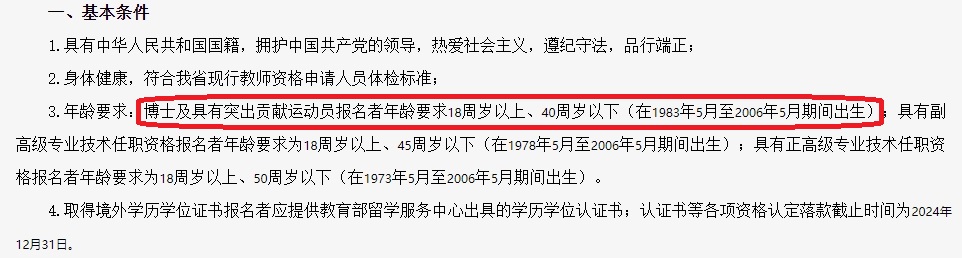 一、基本条件
1.具有中华人民共和国国籍，拥护中国共产党的领导，热爱社会主义，遵纪守法，品行端正；
2.身体健康，符合我省现行教师资格申请人员体检标准；
3.年龄要求：博士及具有突出贡献运动员报名者年龄要求18周岁以上、40周岁以下（在1983年5月至2006年5月期间出生）；具有副
高级专业技术任职资格报名者年龄要求为18周岁以上、45周岁以下（在1978年5月至2006年5月期间出生）；具有正高级专业技术任职资
格报名者年龄要求为18周岁以上、50周岁以下（在1973年5月至2006年5月期间出生）。
4.取得境外学历学位证书报名者应提供教育部留学服务中心出具的学历学位认证书；认证书等各项资格认定落款截止时间为2024年
12月31日。